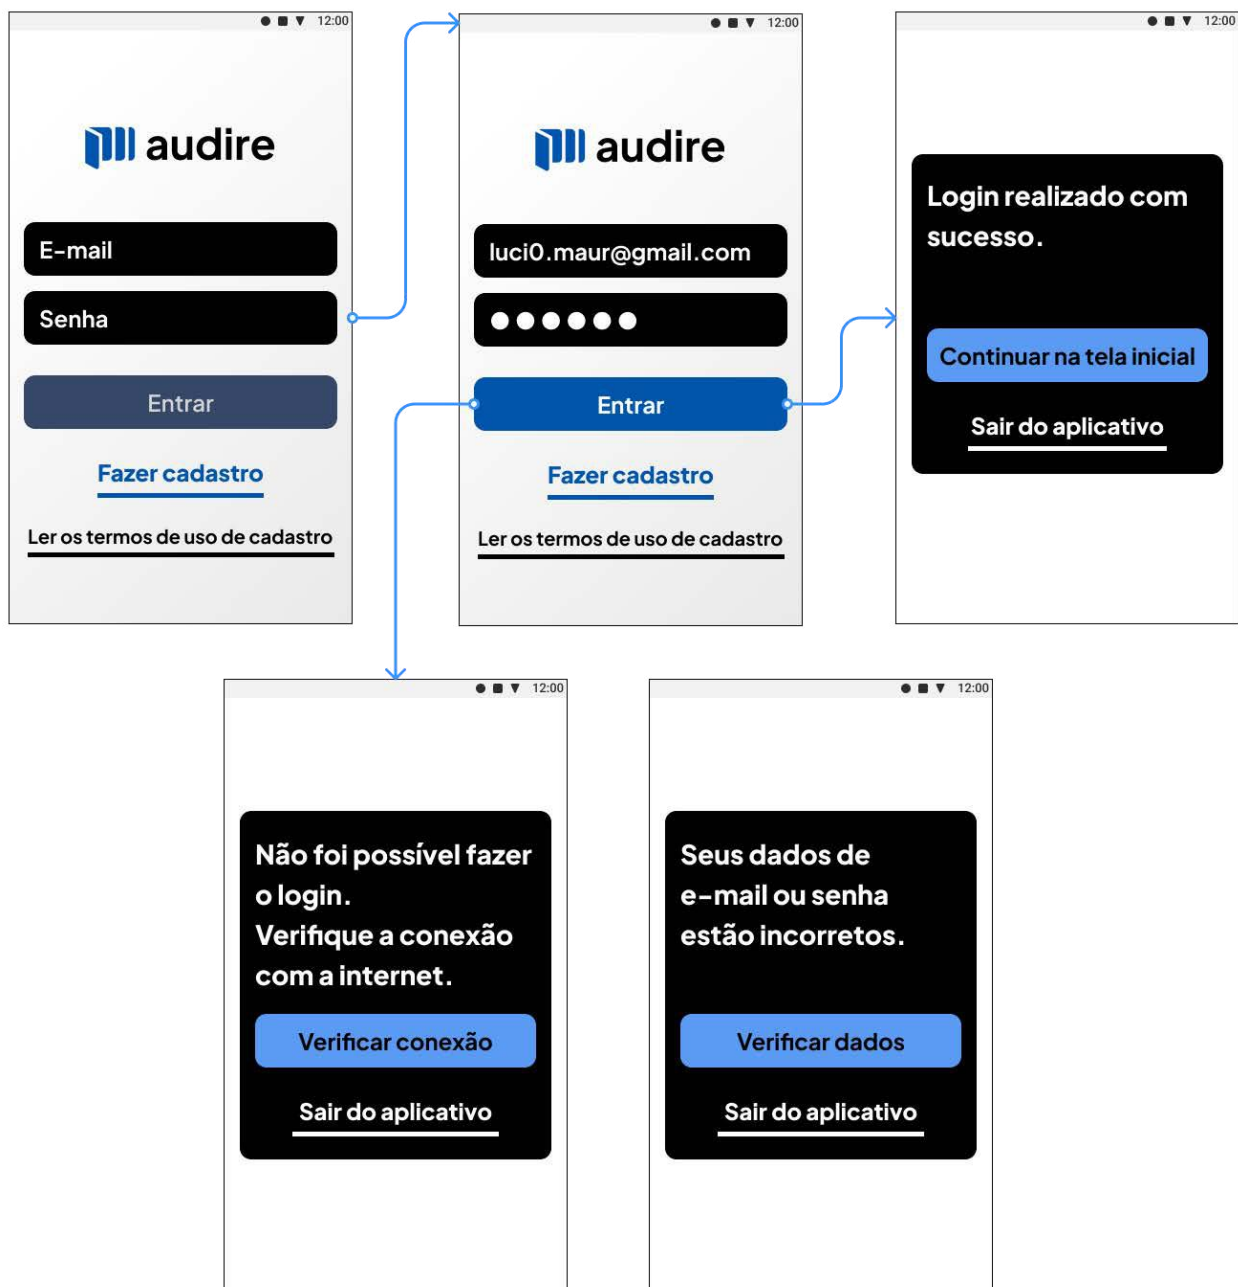 12:00
audire
E-mail
Senha
Entrar
Fazer cadastro
Ler os termos de uso de cadastro
12:00
audire
luci0.maur@gmail.com
Entrar
Fazer cadastro
Ler os termos de uso de cadastro
12:00
Login realizado com
sucesso.
Continuar na tela inicial
Sair do aplicativo
12:00
Não foi possível fazer
o login.
Verifique a conexão
com a internet.
Verificar conexão
Sair do aplicativo
12:00
Seus dados de
e-mail ou senha
estão incorretos.
Verificar dados
Sair do aplicativo